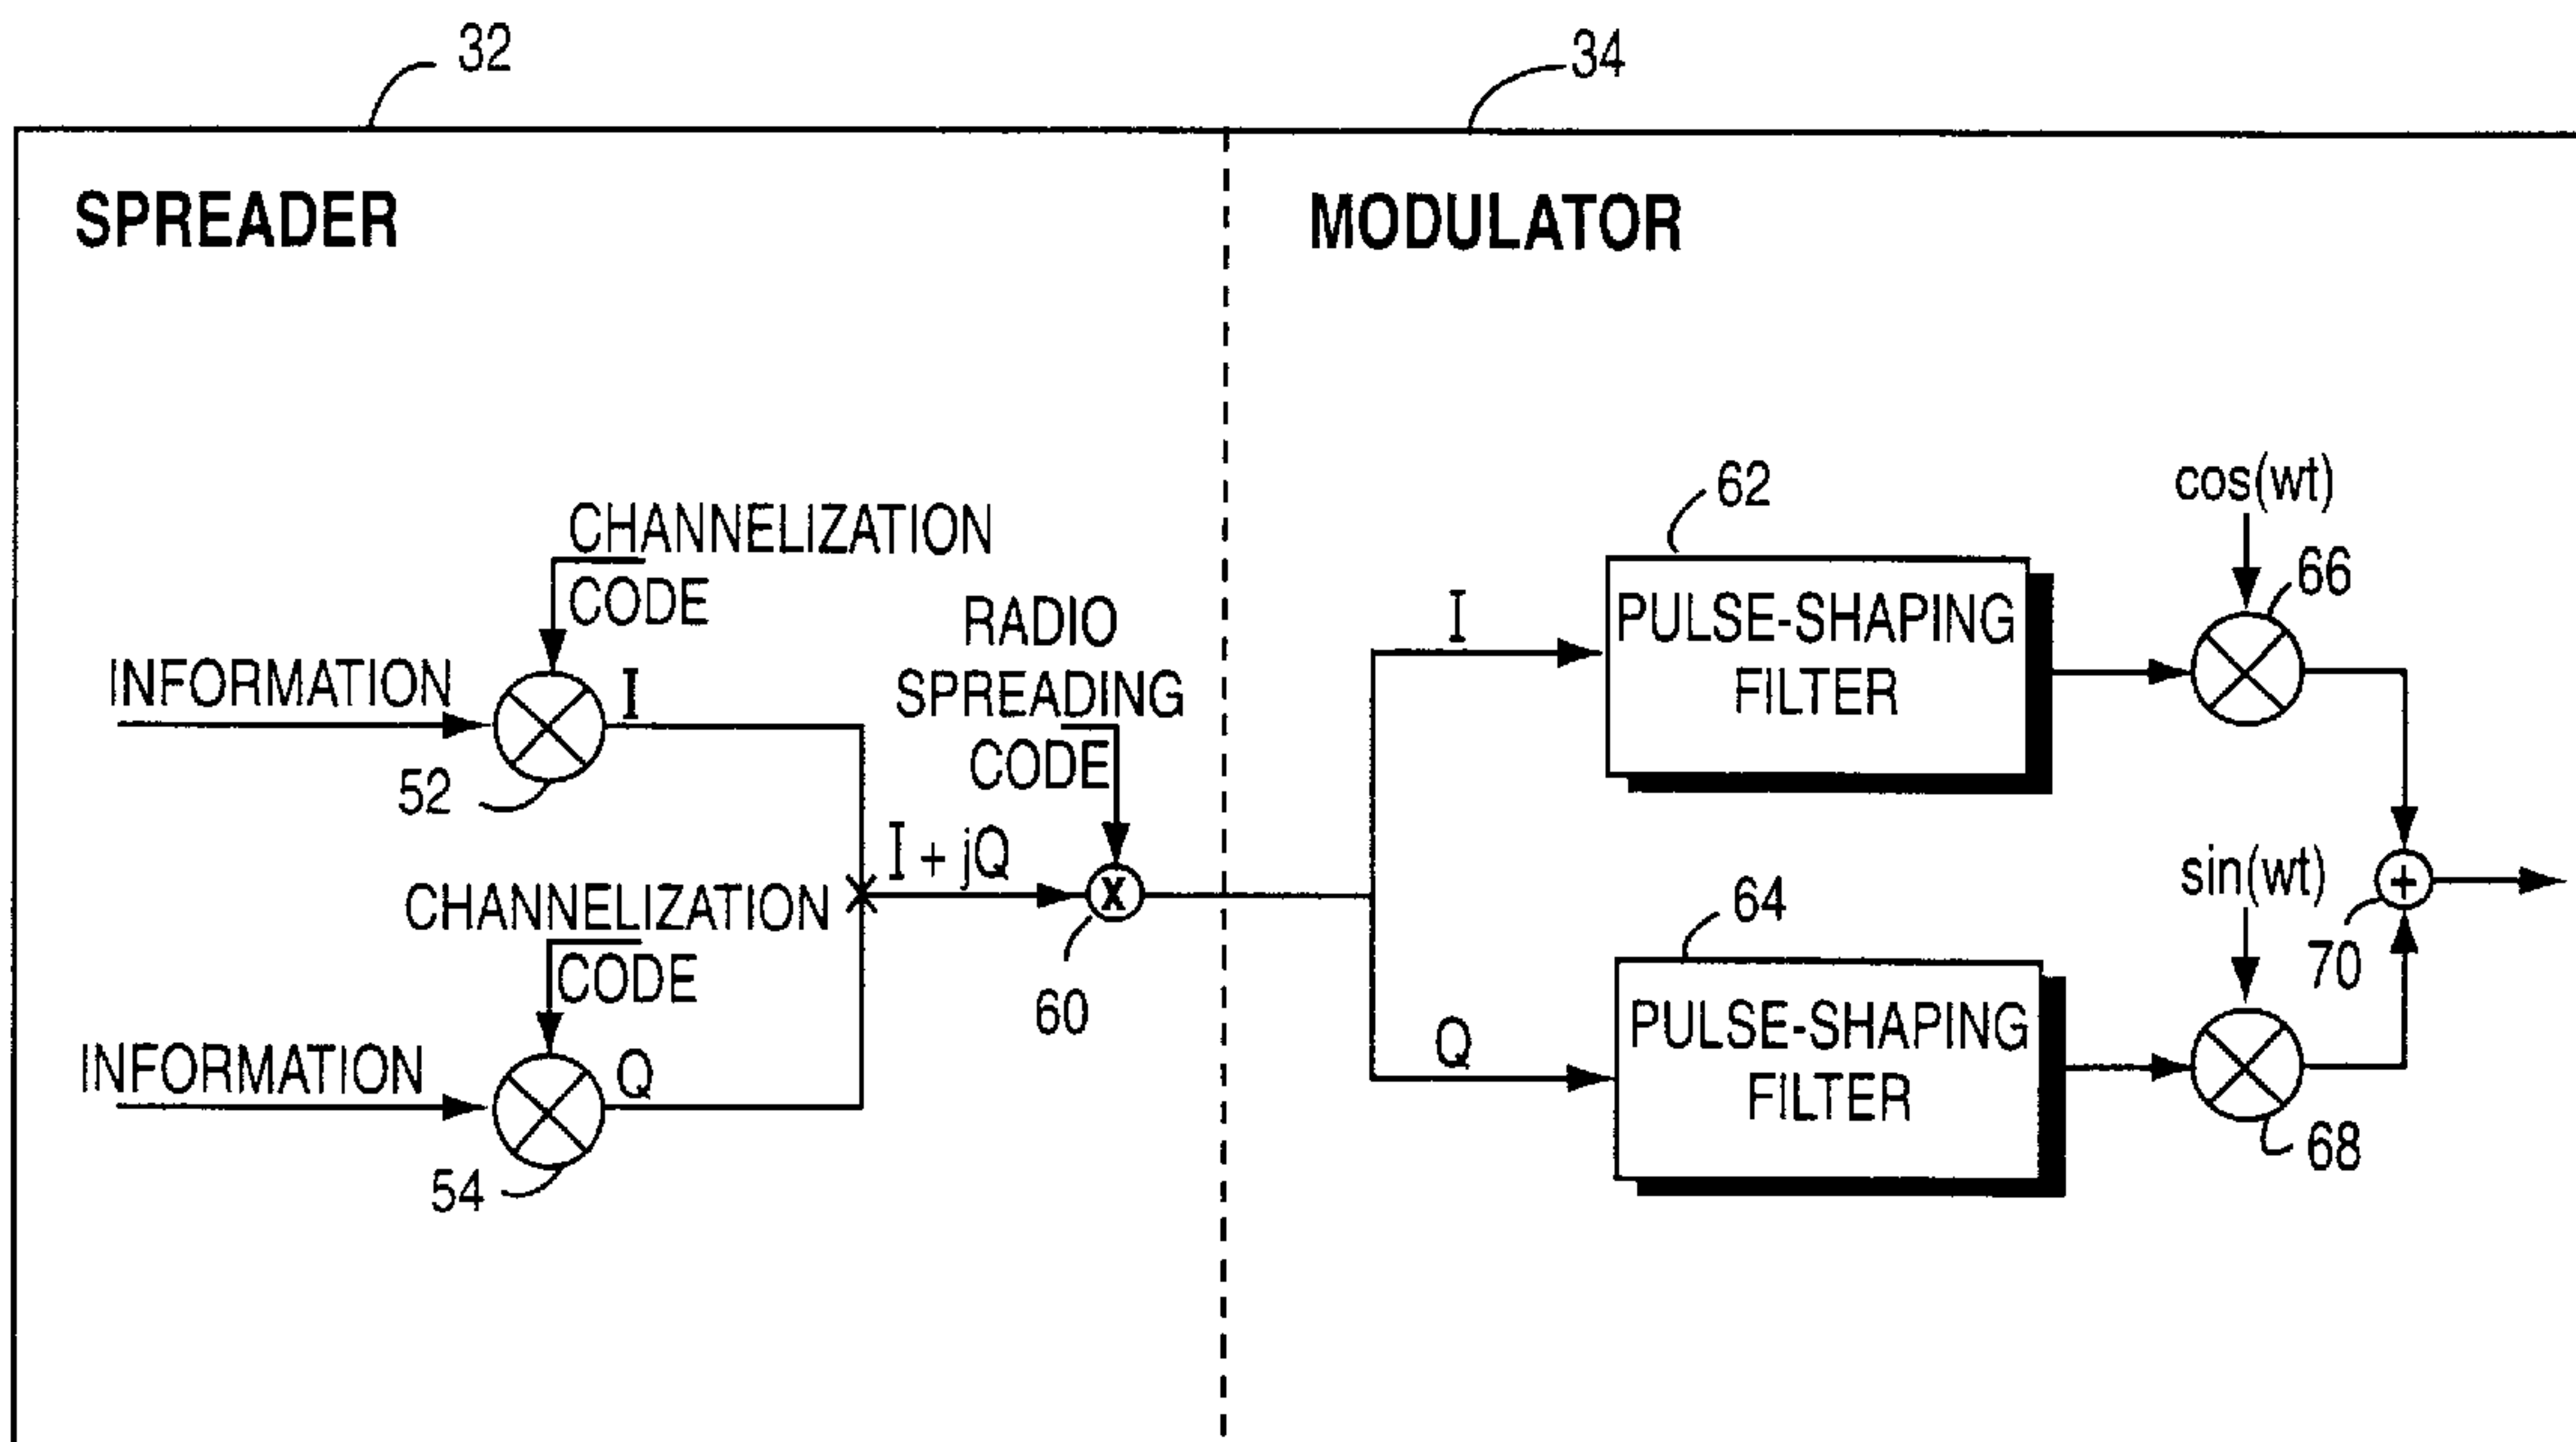 32
34
SPREADER
MODULATOR
CHANNELIZATION
CODE
INFORMATION
I
52
RADIO
SPREADING
CODE
I + jQ
X
60
CHANNELIZATION
CODE
INFORMATION
Q
54
I
62
PULSE-SHAPING
FILTER
cos(wt)
66
Q
64
PULSE-SHAPING
FILTER
sin(wt)
68
+
70